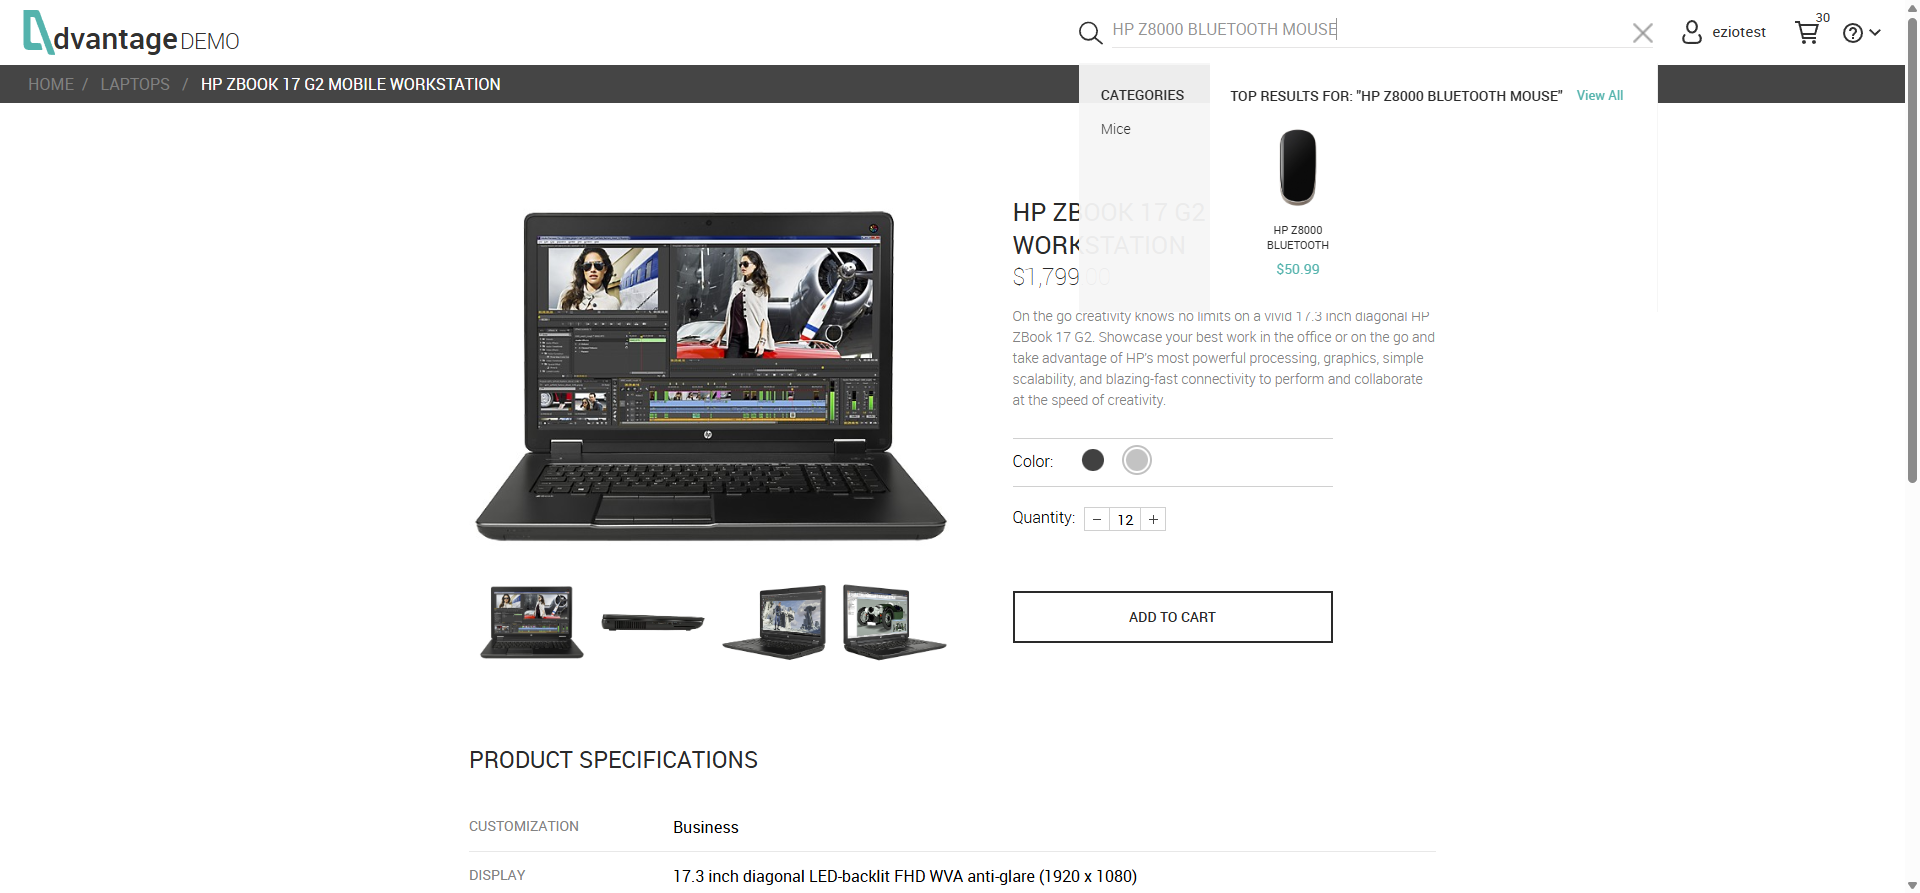 dvantage DEMO
HP Z8000 BLUETOOTH MOUSE
eziotest
30
HOME / LAPTOPS / HP ZBOOK 17 G2 MOBILE WORKSTATION
CATEGORIES
Mice
TOP RESULTS FOR: "HP Z8000 BLUETOOTH MOUSE" View All
HP Z8000
BLUETOOTH
$50.99
HP ZBOOK 17 G2
WORKSTATION
$1,799.00
On the go creativity knows no limits on a vivid 17.3 inch diagonal HP
ZBook 17 G2. Showcase your best work in the office or on the go and
take advantage of HP's most powerful processing, graphics, simple
scalability, and blazing-fast connectivity to perform and collaborate
at the speed of creativity.
Color:
Quantity: − 12 +
ADD TO CART
PRODUCT SPECIFICATIONS
CUSTOMIZATION Business
DISPLAY 17.3 inch diagonal LED-backlit FHD WVA anti-glare (1920 x 1080)